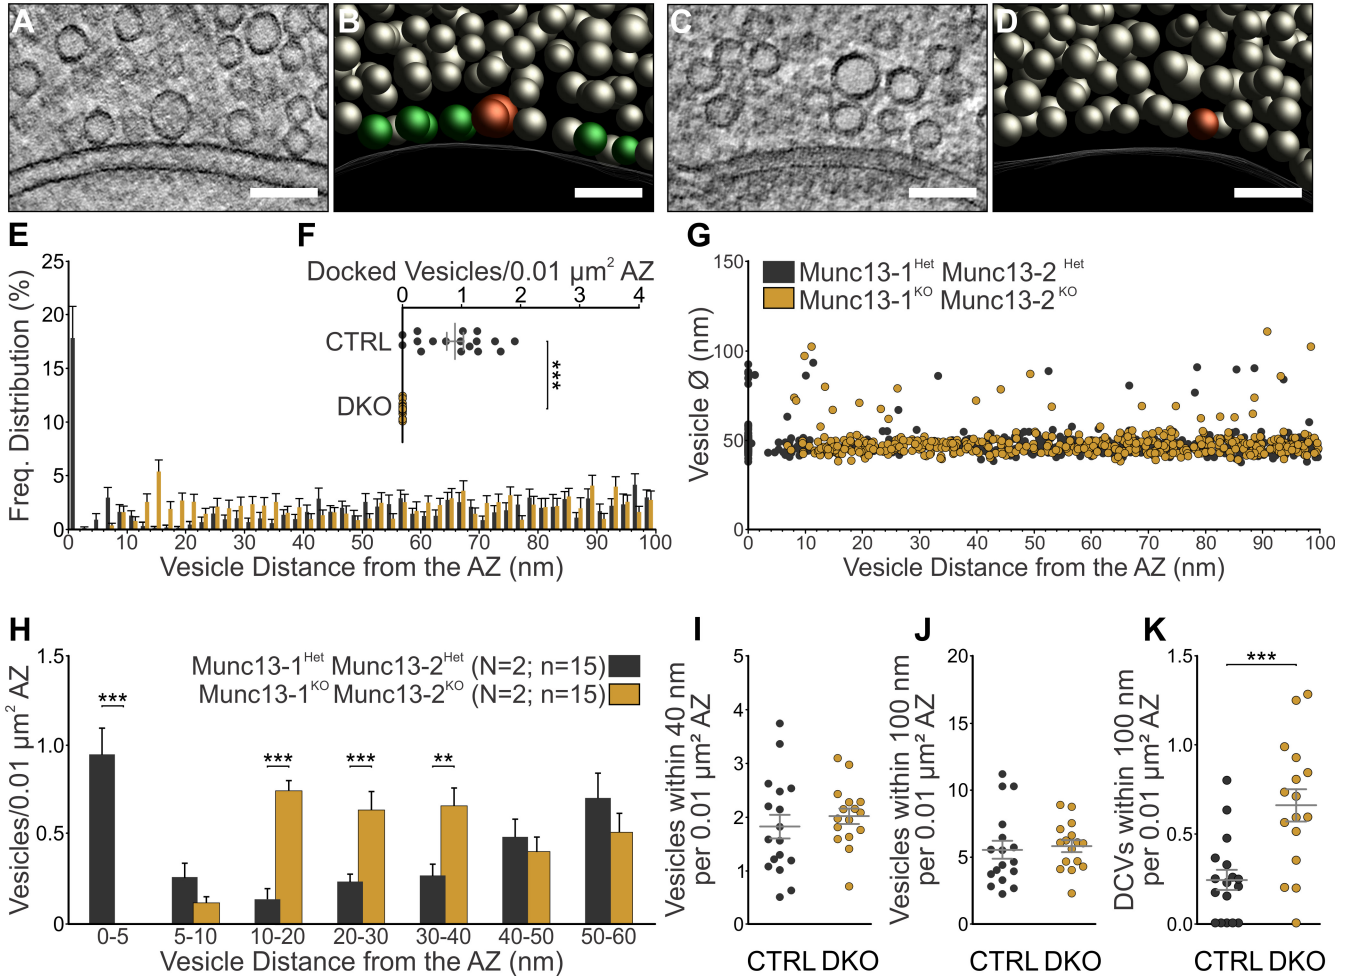 A
B
C
D
E
Freq. Distribution (%)
25
20
15
10
5
0
0 10 20 30 40 50 60 70 80 90 100
Vesicle Distance from the AZ (nm)
F
Docked Vesicles/0.01 µm² AZ
0 1 2 3 4
CTRL
DKO
***
G
Vesicle Ø (nm)
150
100
50
0
Munc13-1Het Munc13-2 Het
Munc13-1KO Munc13-2KO
0 10 20 30 40 50 60 70 80 90 100
Vesicle Distance from the AZ (nm)
H
Vesicles/0.01 µm² AZ
1.5
1.0
0.5
0
Munc13-1Het Munc13-2Het (N=2; n=15)
Munc13-1KO Munc13-2KO (N=2; n=15)
*** *** *** **
0-5 5-10 10-20 20-30 30-40 40-50 50-60
Vesicle Distance from the AZ (nm)
I
Vesicles within 40 nm
per 0.01 µm² AZ
5
4
3
2
1
0
CTRL DKO
J
Vesicles within 100 nm
per 0.01 µm² AZ
20
15
10
5
0
CTRL DKO
K
DCVs within 100 nm
per 0.01 µm² AZ
1.5
1.0
0.5
0.0
***
CTRL DKO